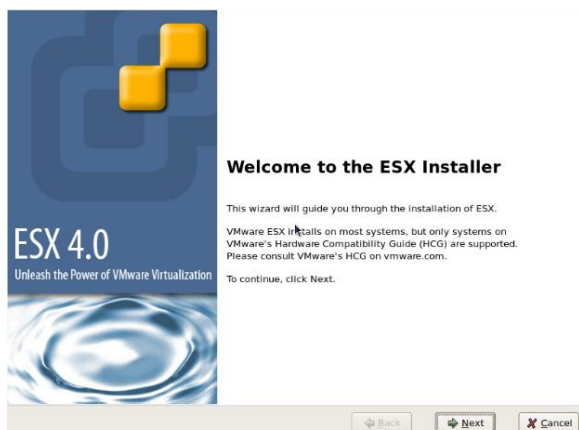 Welcome to the ESX Installer
This wizard will guide you through the installation of ESX.
VMware ESX installs on most systems, but only systems on
VMware's Hardware Compatibility Guide (HCG) are supported.
Please consult VMware's HCG on vmware.com.
To continue, click Next.
ESX 4.0
Unleash the Power of VMware Virtualization
Back
Next
Cancel